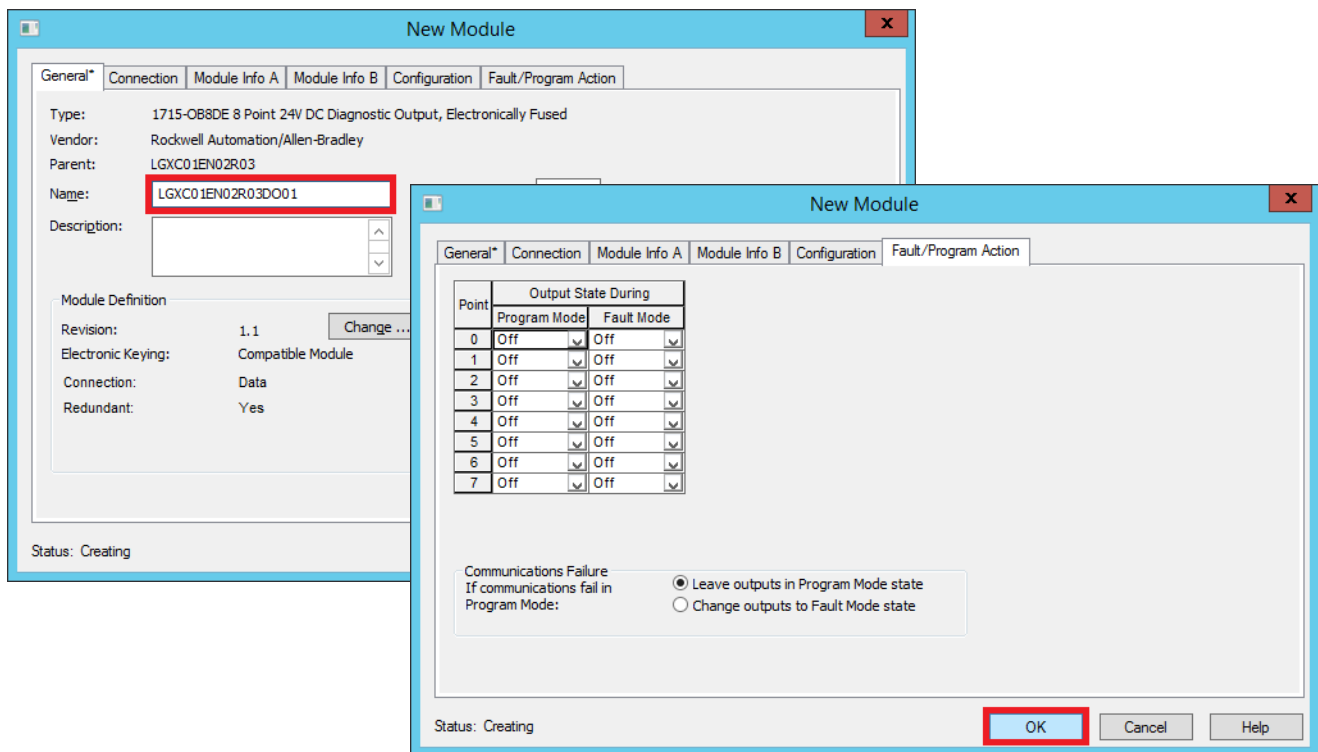 New Module
x
General* Connection Module Info A Module Info B Configuration Fault/Program Action
Type: 1715-OB8DE 8 Point 24V DC Diagnostic Output, Electronically Fused
Vendor: Rockwell Automation/Allen-Bradley
Parent: LGXC01EN02R03
Name: LGXC01EN02R03DO01
Description:
Module Definition
Revision: 1.1 Change ...
Electronic Keying: Compatible Module
Connection: Data
Redundant: Yes
Status: Creating
New Module
x
General* Connection Module Info A Module Info B Configuration Fault/Program Action
Point Output State During
Program Mode Fault Mode
0 Off Off
1 Off Off
2 Off Off
3 Off Off
4 Off Off
5 Off Off
6 Off Off
7 Off Off
Communications Failure
If communications fail in
Program Mode:
Leave outputs in Program Mode state
Change outputs to Fault Mode state
Status: Creating
OK Cancel Help